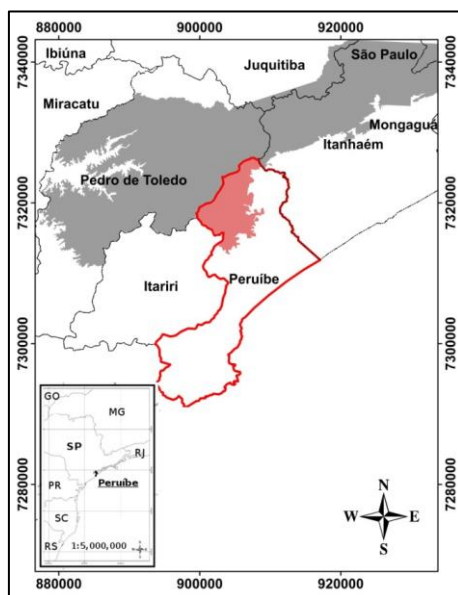 880000 900000 920000
7340000
7320000
7300000
7280000
7340000
7320000
7300000
7280000
Ibiúna
São Paulo
Juquitiba
Miracatu
Mongaguá
Itanhaém
Pedro de Toledo
Peruíbe
Itariri
GO
MG
SP
RJ
Peruíbe
PR
SC
RS
1:5,000,000
N
W E
S
880000 900000 920000